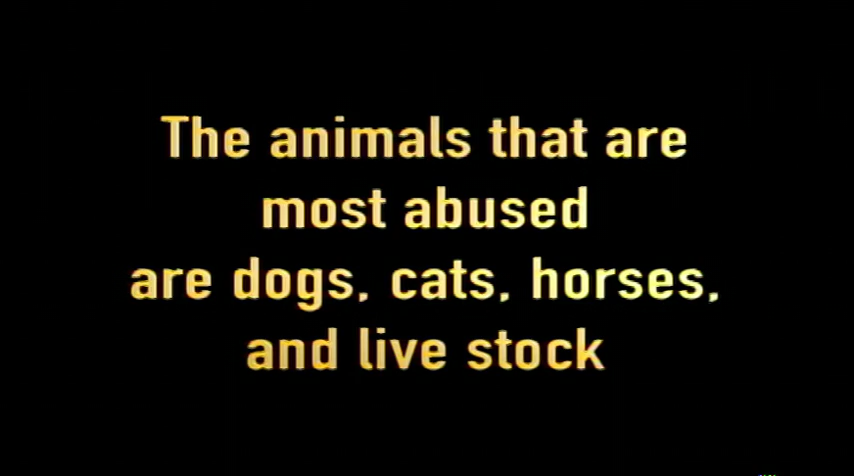 The animals that are
most abused
are dogs, cats, horses,
and live stock